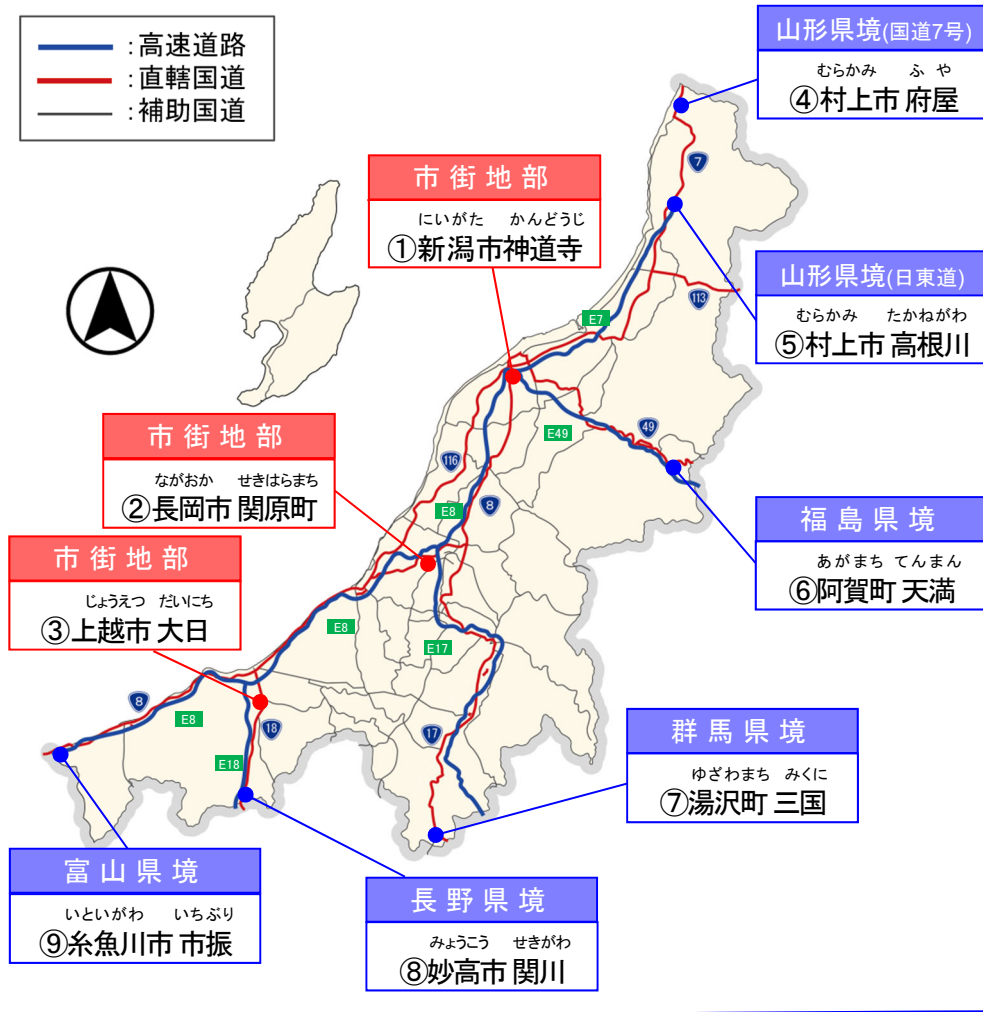 :高速道路
:直轄国道
:補助国道
山形県境(国道7号)
むらかみ ふや
④村上市 府屋
市街地部
にいがた かんどうじ
①新潟市神道寺
7
山形県境(日東道)
むらかみ たかねがわ
⑤村上市 高根川
113
E7
市街地部
ながおか せきはらまち
②長岡市 関原町
E49
49
116
E8
8
福島県境
あがまち てんまん
⑥阿賀町 天満
市街地部
じょうえつ だいにち
③上越市 大日
E8
E17
8
E8
18
E18
17
群馬県境
ゆざわまち みくに
⑦湯沢町 三国
富山県境
いといがわ いちぶり
⑨糸魚川市 市振
長野県境
みょうこう せきがわ
⑧妙高市 関川